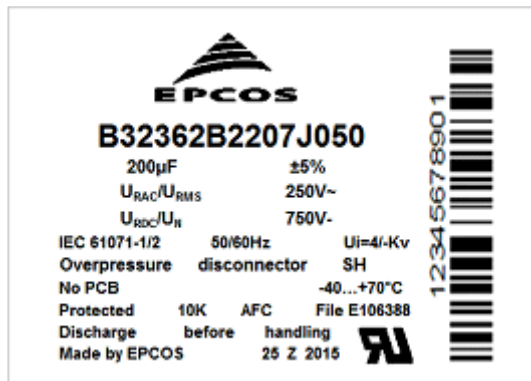 EPCOS
B32362B2207J050
200µF ±5%
URAC/URMS 250V~
URDC/UN 750V-
IEC 61071-1/2 50/60Hz Ui=4/-Kv
Overpressure disconnector SH
No PCB -40...+70°C
Protected 10K AFC File E106388
Discharge before handling
Made by EPCOS 25 Z 2015
12345678901